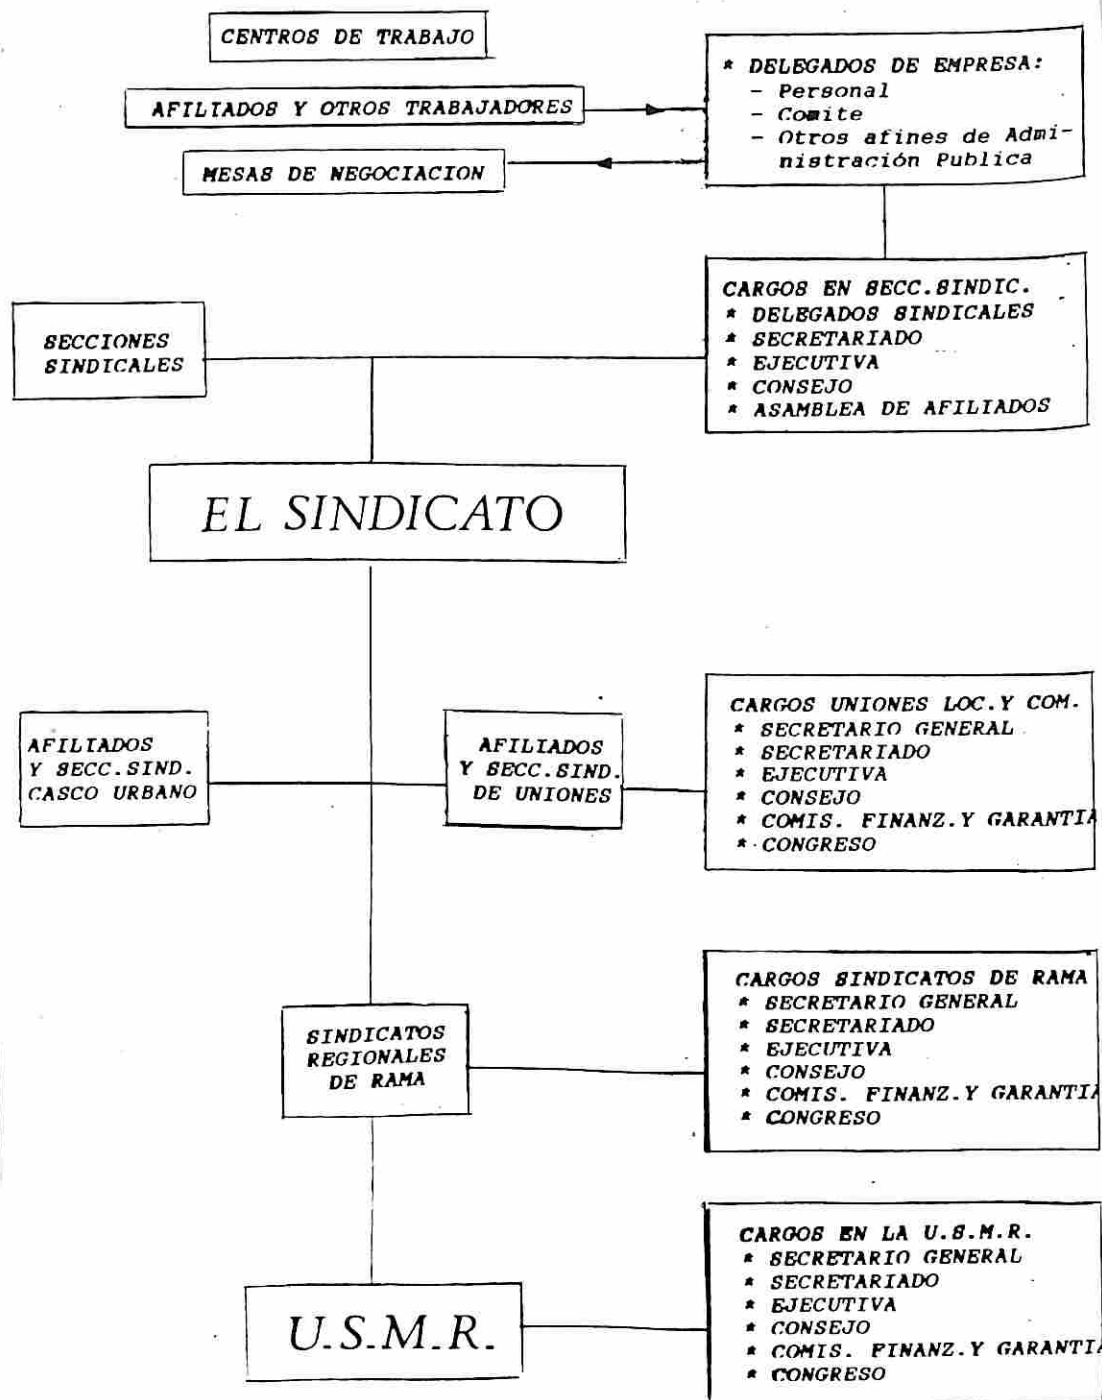 CENTROS DE TRABAJO
AFILIADOS Y OTROS TRABAJADORES
MESAS DE NEGOCIACION
* DELEGADOS DE EMPRESA:
- Personal
- Comite
- Otros afines de Admi-
nistración Publica
CARGOS EN SECC.SINDIC.
* DELEGADOS SINDICALES
* SECRETARIADO
* EJECUTIVA
* CONSEJO
* ASAMBLEA DE AFILIADOS
SECCIONES
SINDICALES
EL SINDICATO
AFILIADOS
Y SECC.SIND.
CASCO URBANO
AFILIADOS
Y SECC.SIND.
DE UNIONES
CARGOS UNIONES LOC.Y COM.
* SECRETARIO GENERAL
* SECRETARIADO
* EJECUTIVA
* CONSEJO
* COMIS. FINANZ.Y GARANTIA
* CONGRESO
SINDICATOS
REGIONALES
DE RAMA
CARGOS SINDICATOS DE RAMA
* SECRETARIO GENERAL
* SECRETARIADO
* EJECUTIVA
* CONSEJO
* COMIS. FINANZ.Y GARANTIA
* CONGRESO
U.S.M.R.
CARGOS EN LA U.S.M.R.
* SECRETARIO GENERAL
* SECRETARIADO
* EJECUTIVA
* CONSEJO
* COMIS. FINANZ.Y GARANTIA
* CONGRESO